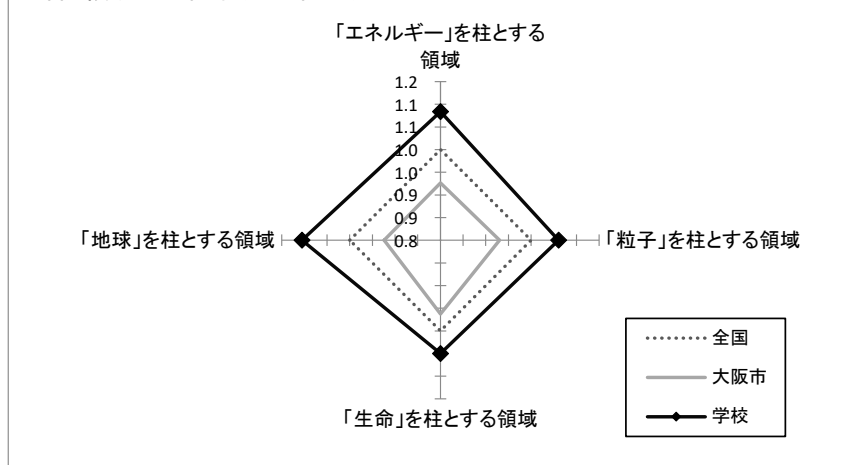 「エネルギー」を柱とする
領域
1.2
1.1
1.1
1.0
1.0
0.9
0.9
0.8
「地球」を柱とする領域
「粒子」を柱とする領域
「生命」を柱とする領域
全国
大阪市
学校